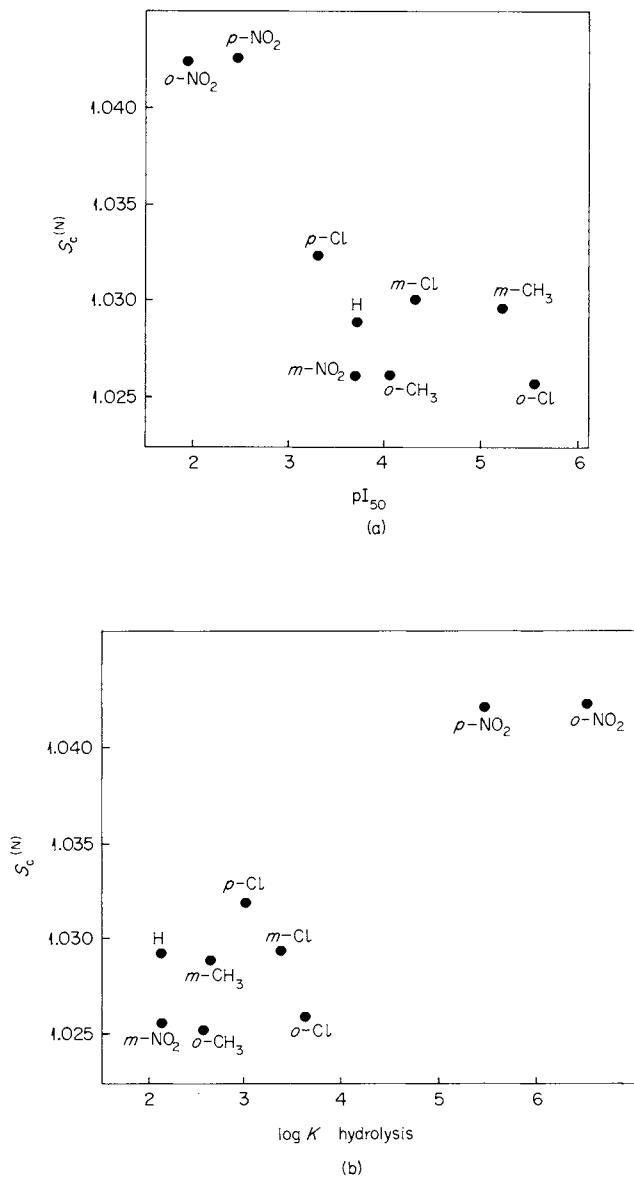 p-NO₂
o-NO₂
1.040
1.035
p-Cl
m-Cl
m-CH₃
S_c^(N)
1.030
H
m-NO₂
o-CH₃
o-Cl
1.025
2 3 4 5 6
pI₅₀
(a)
p-NO₂ o-NO₂
1.040
1.035
p-Cl
S_c^(N)
H
m-Cl
1.030
m-CH₃
m-NO₂ o-CH₃
o-Cl
1.025
2 3 4 5 6
log K hydrolysis
(b)